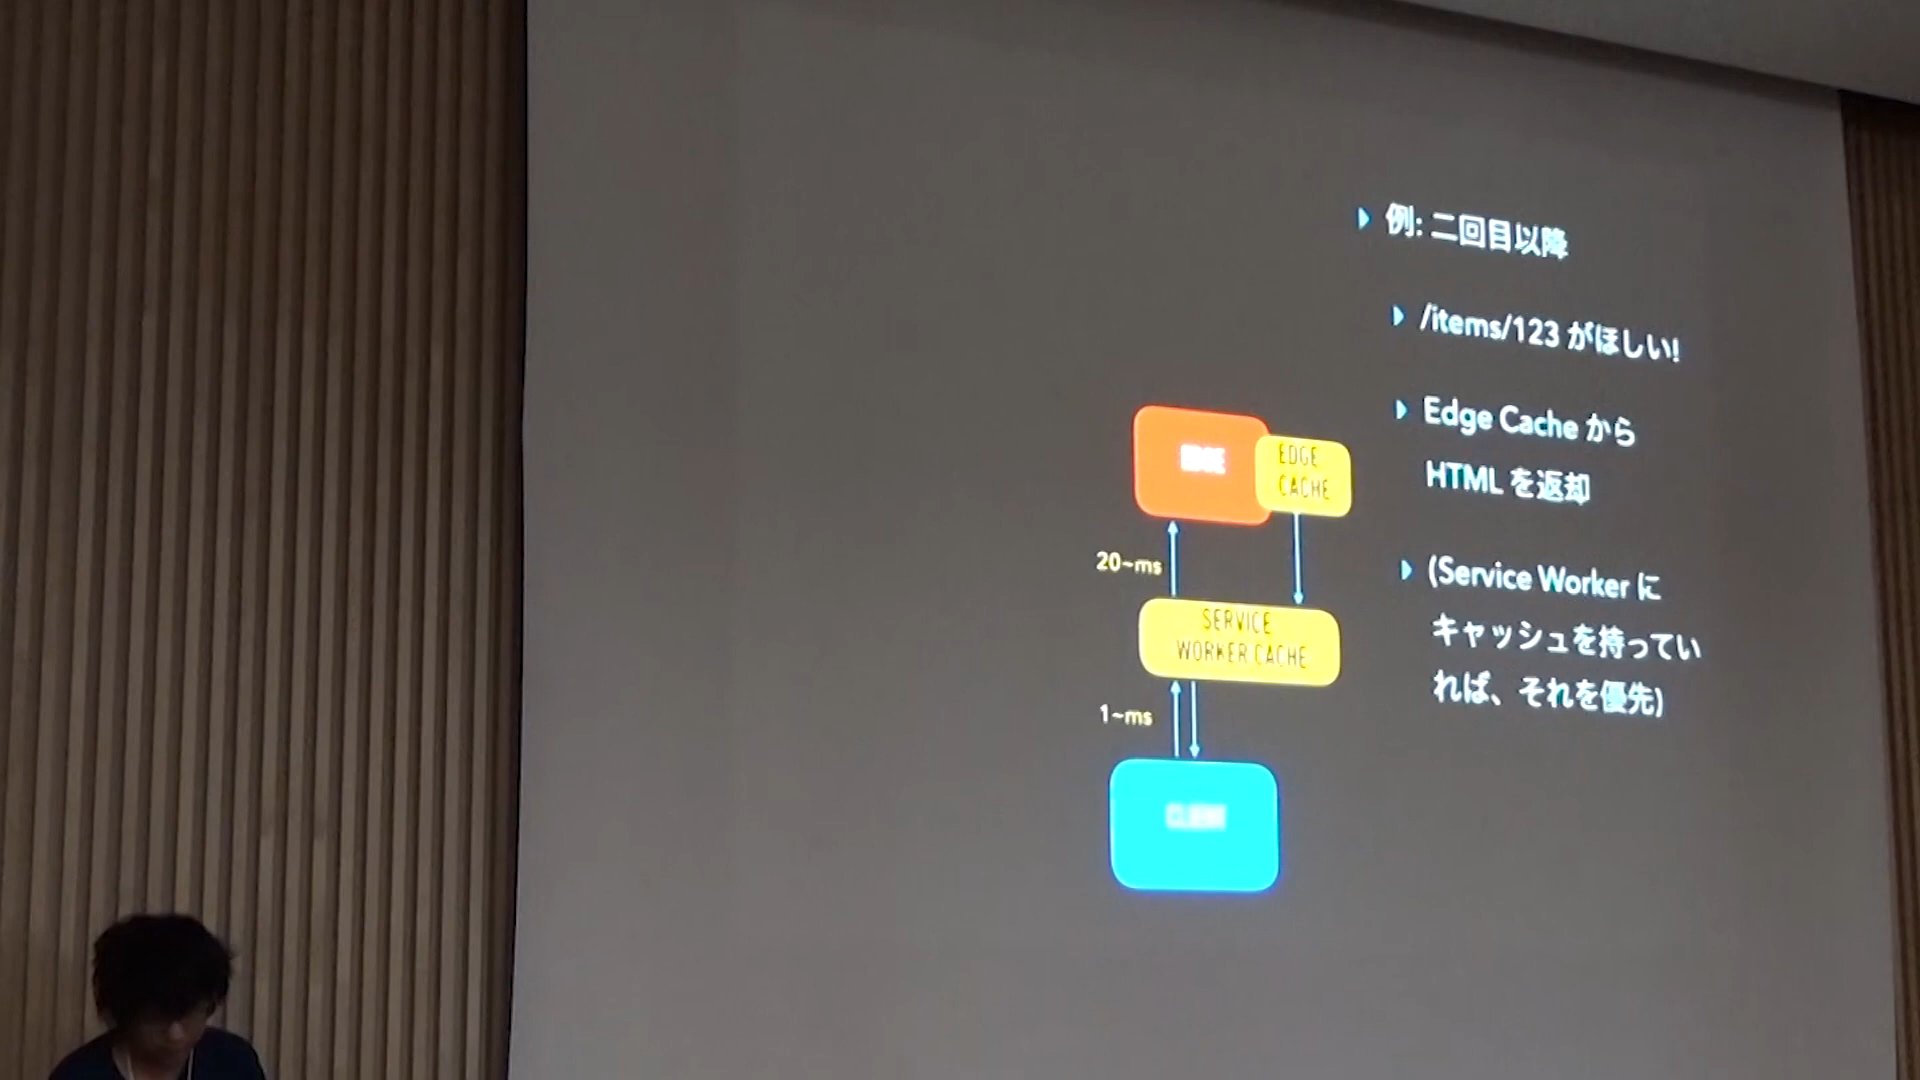 例: 二回目以降
/items/123 がほしい!
Edge Cache から
HTML を返却
(Service Worker に
キャッシュを持ってい
れば、それを優先)
EDGE
EDGE
CACHE
20~ms
SERVICE
WORKER CACHE
1~ms
CLIENT